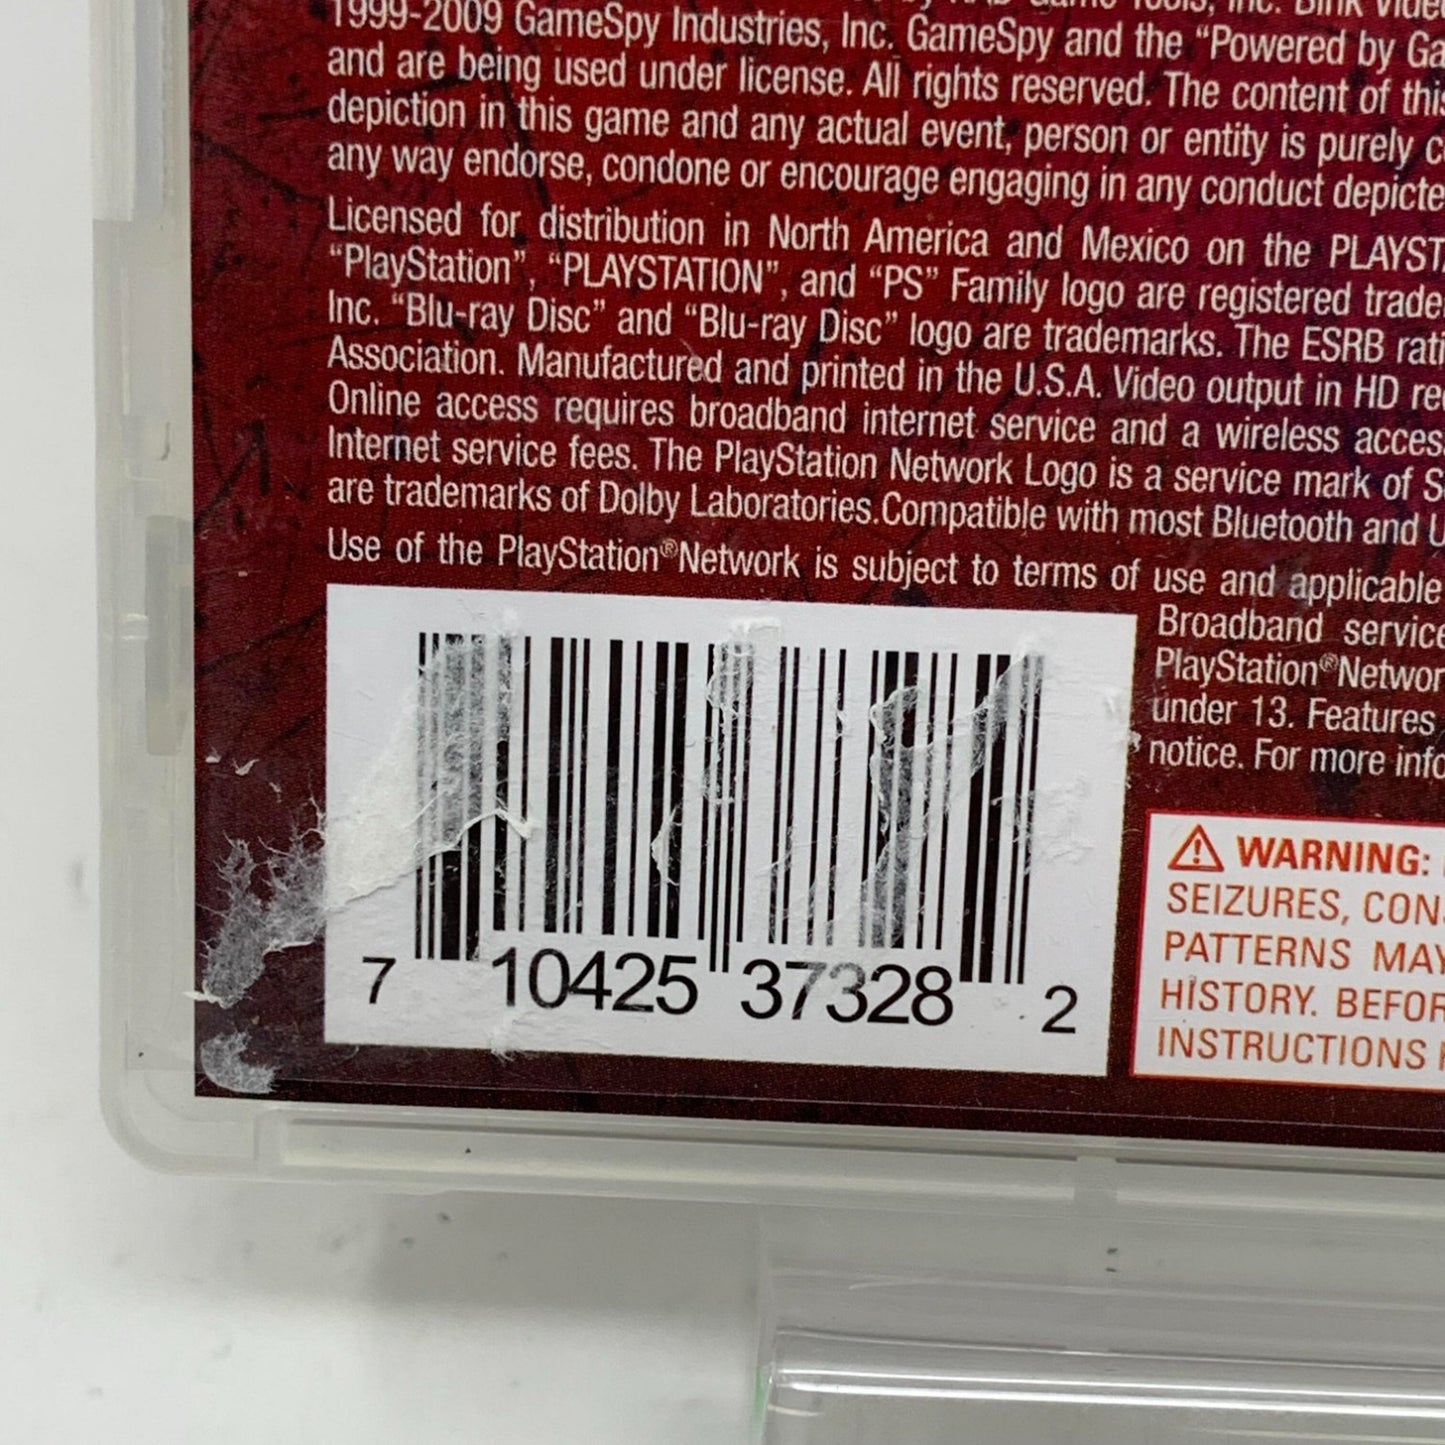 Game Tools, Inc. Bink Video
1999-2009 GameSpy Industries, Inc. GameSpy and the “Powered by Ga
and are being used under license. All rights reserved. The content of this
depiction in this game and any actual event, person or entity is purely c
any way endorse, condone or encourage engaging in any conduct depicte
Licensed for distribution in North America and Mexico on the PLAYSTA
“PlayStation”, “PLAYSTATION”, and “PS” Family logo are registered trade
Inc. “Blu-ray Disc” and “Blu-ray Disc” logo are trademarks. The ESRB rati
Association. Manufactured and printed in the U.S.A. Video output in HD re
Online access requires broadband internet service and a wireless access
Internet service fees. The PlayStation Network Logo is a service mark of S
are trademarks of Dolby Laboratories.Compatible with most Bluetooth and U
Use of the PlayStation®Network is subject to terms of use and applicable
Broadband service
PlayStation®Networ
under 13. Features
notice. For more info
7 10425 37328 2
WARNING:
SEIZURES, CON
PATTERNS MAY
HISTORY. BEFOR
INSTRUCTIONS